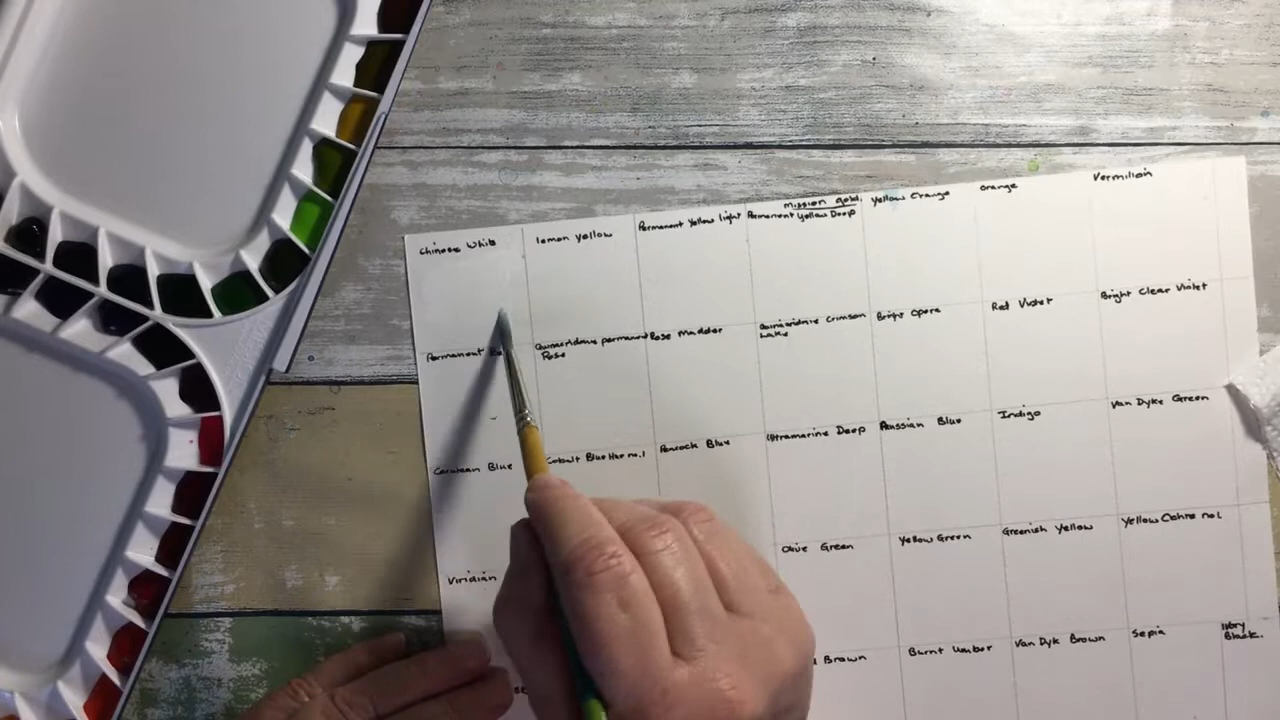 mission gold.
Chinese White
lemon yellow
Permanent Yellow light
Permanent Yellow Deep
Yellow Orange
orange
Vermilion
Permanent
Quinacridone permanent
Rose
Rose Madder
Quinacridone Crimson
Lake
Bright Opera
Red Violet
Bright Clear Violet
Cerulean Blue
Cobalt Blue Hue no.1
Peacock Blue
Ultramarine Deep
Prussian Blue
Indigo
Van Dyke Green
Viridian
Olive Green
Yellow Green
Greenish Yellow
Yellow Ochre no1
Brown
Burnt Umber
Van Dyk Brown
Sepia
Ivory
Black.